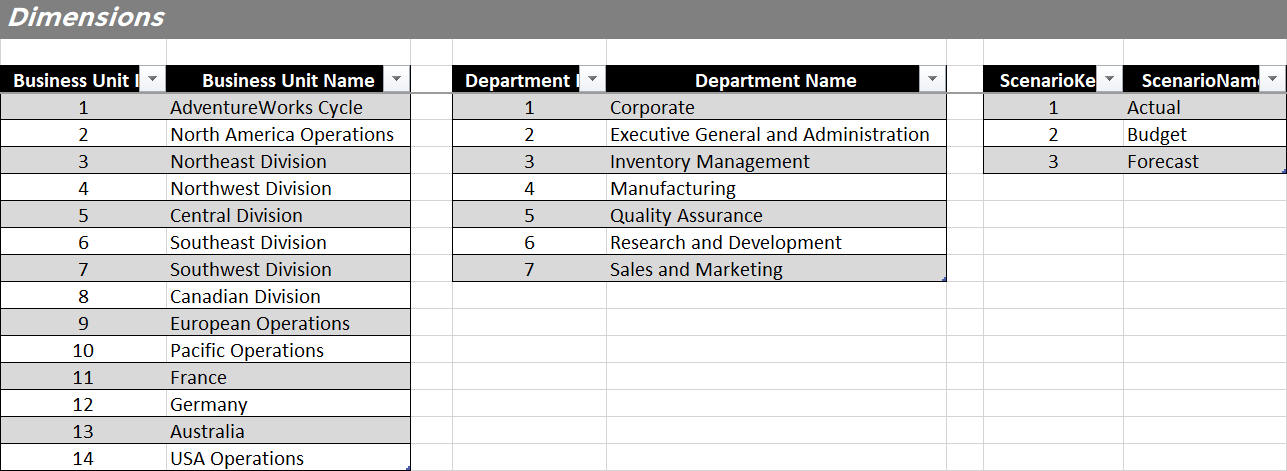 Dimensions
Business Unit Business Unit Name Department Department Name ScenarioKe ScenarioName
1 AdventureWorks Cycle 1 Corporate 1 Actual
2 North America Operations 2 Executive General and Administration 2 Budget
3 Northeast Division 3 Inventory Management 3 Forecast
4 Northwest Division 4 Manufacturing
5 Central Division 5 Quality Assurance
6 Southeast Division 6 Research and Development
7 Southwest Division 7 Sales and Marketing
8 Canadian Division
9 European Operations
10 Pacific Operations
11 France
12 Germany
13 Australia
14 USA Operations